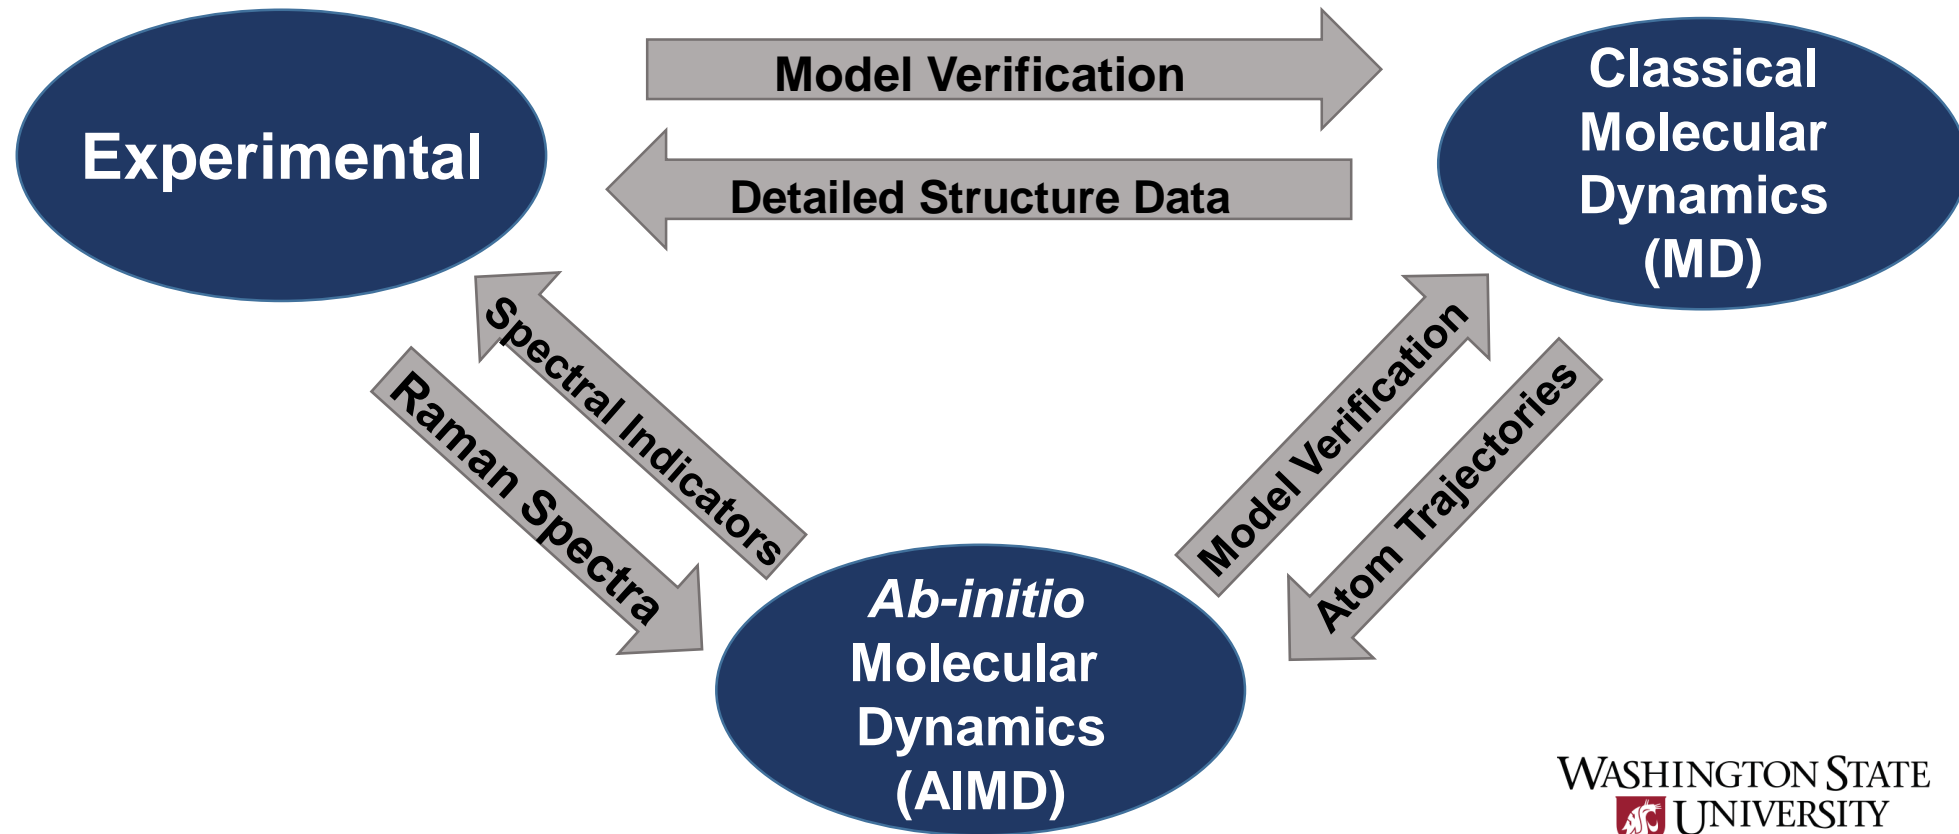 Model Verification
Experimental
Detailed Structure Data
Classical
Molecular
Dynamics
(MD)
Spectral Indicators
Raman Spectra
Model Verification
Atom Trajectories
Ab-initio
Molecular
Dynamics
(AIMD)
WASHINGTON STATE
UNIVERSITY